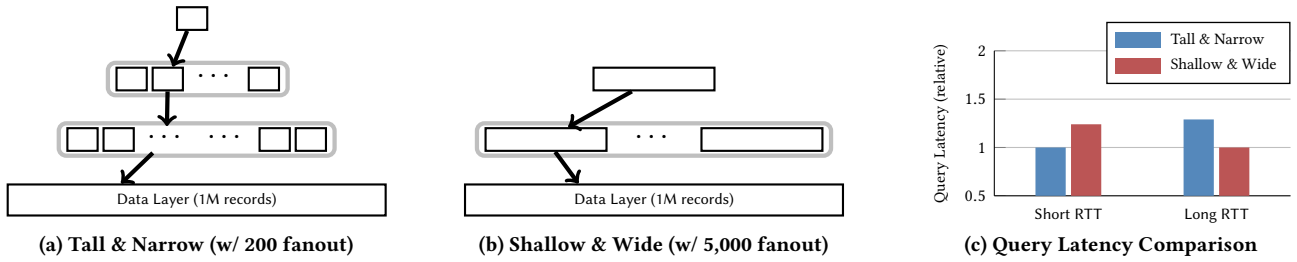 · · ·
· · · · · ·
Data Layer (1M records)
(a) Tall & Narrow (w/ 200 fanout)
· · ·
Data Layer (1M records)
(b) Shallow & Wide (w/ 5,000 fanout)
Tall & Narrow
Shallow & Wide
Query Latency (relative)
2
1.5
1
0.5
Short RTT Long RTT
(c) Query Latency Comparison